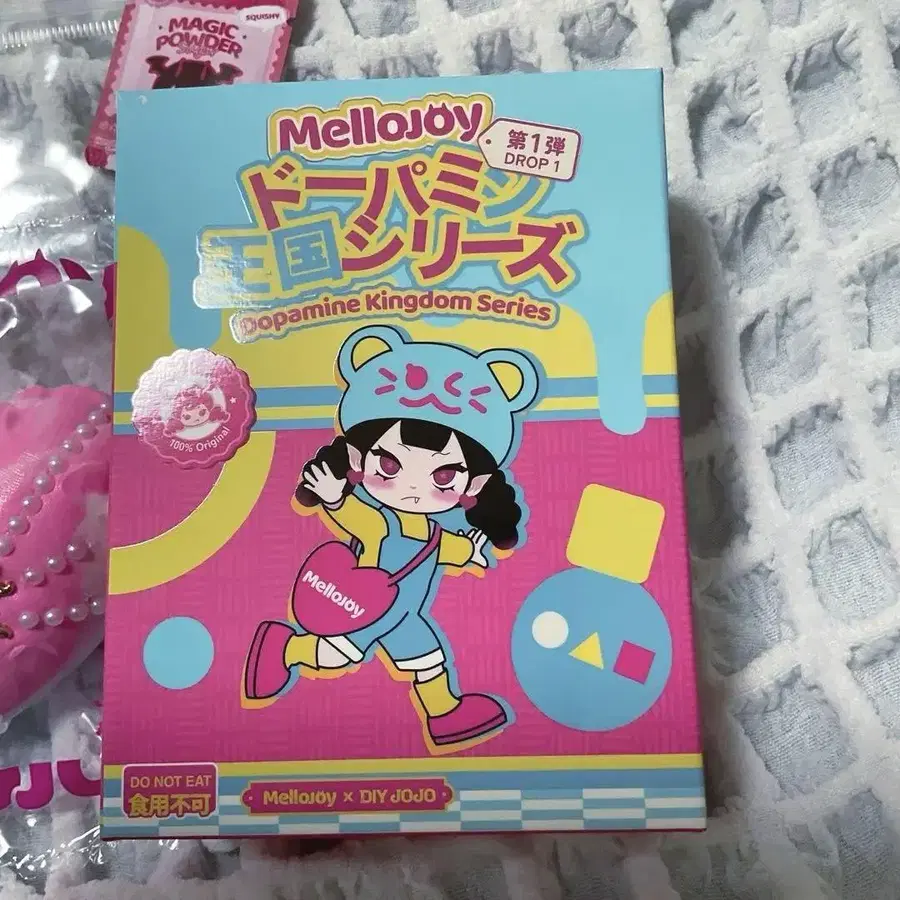 SQUISHY
MAGIC
POWDER
Mellojoy
第1弾
DROP 1
ドーパミン
王国シリーズ
Dopamine Kingdom Series
100% Original
Mellojoy
DO NOT EAT
食用不可
Mellojoy × DIY JOJO